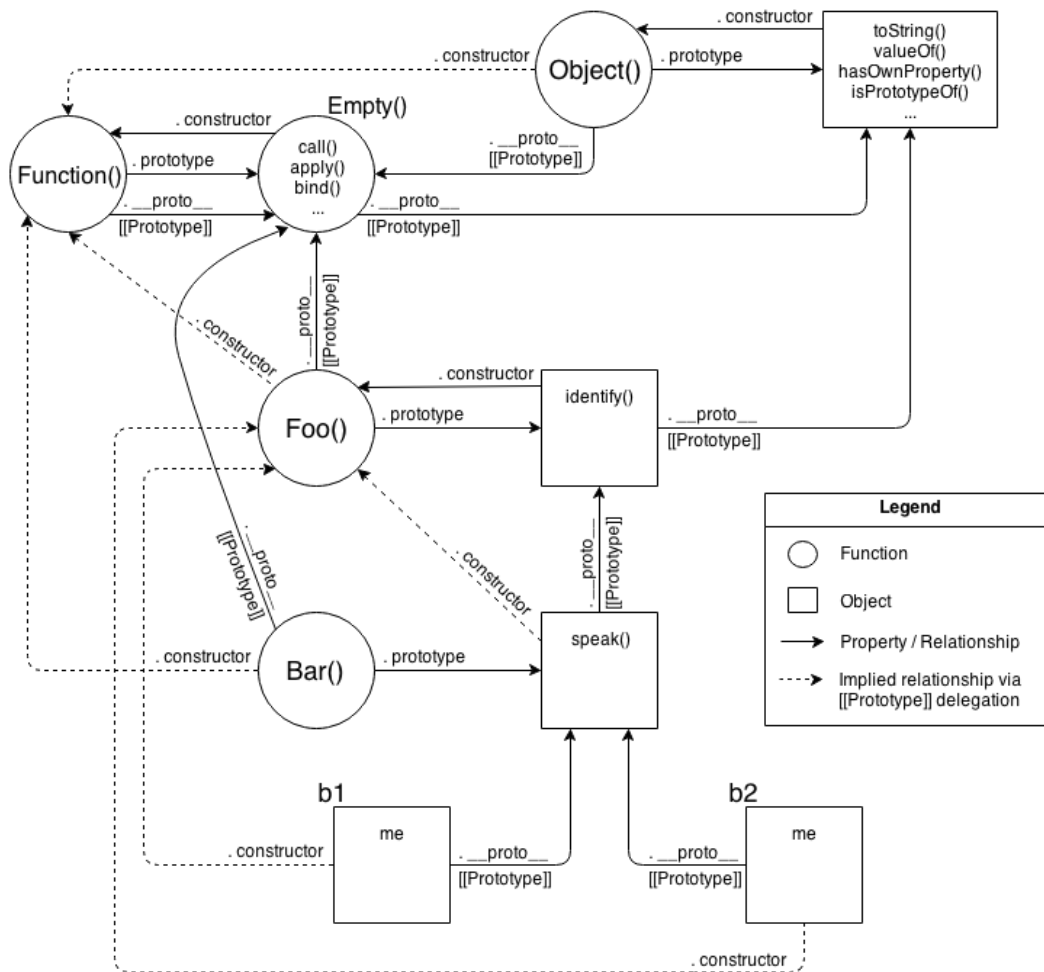 . constructor
toString()
valueOf()
hasOwnProperty()
isPrototypeOf()
...
. constructor
Object()
. prototype
Empty()
. constructor
call()
apply()
bind()
...
. __proto__
[[Prototype]]
Function()
. prototype
. __proto__
[[Prototype]]
. __proto__
[[Prototype]]
. __proto__
[[Prototype]]
. constructor
. constructor
identify()
Foo()
. prototype
. __proto__
[[Prototype]]
. __proto__
[[Prototype]]
. constructor
. __proto__
[[Prototype]]
speak()
. constructor
Bar()
. prototype
Legend
Function
Object
Property / Relationship
Implied relationship via
[[Prototype]] delegation
b1
me
. constructor
. __proto__
[[Prototype]]
b2
me
. __proto__
[[Prototype]]
. constructor